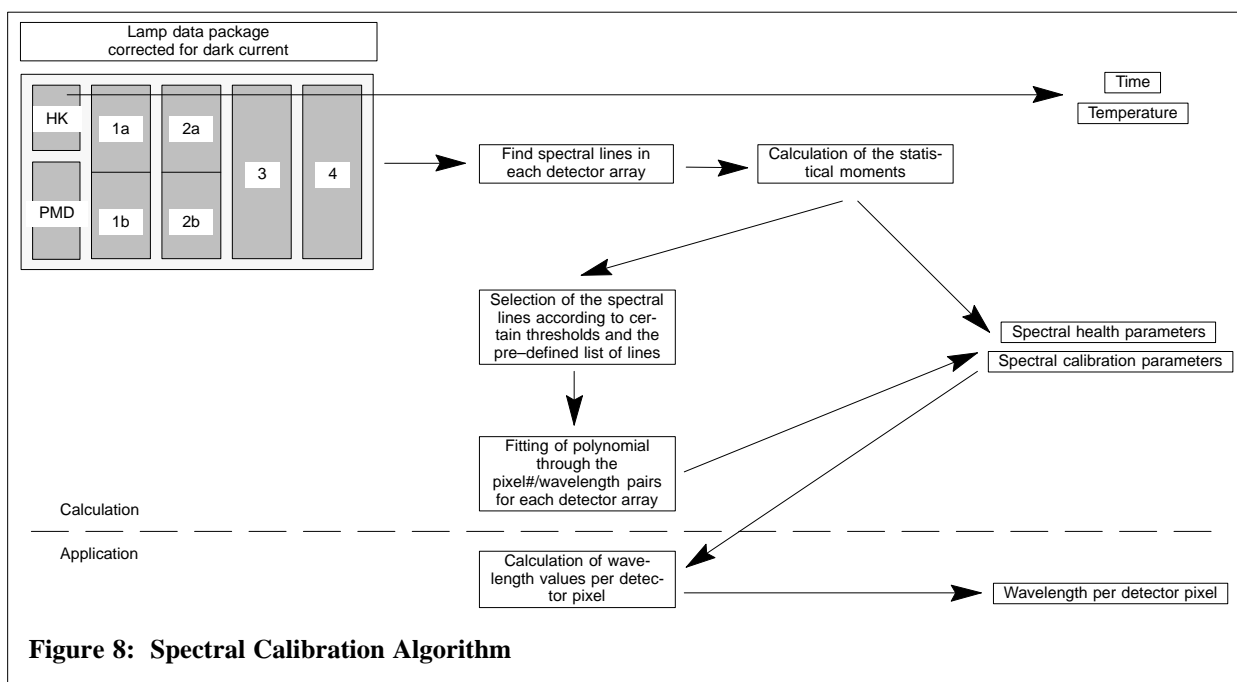 Lamp data package
corrected for dark current
HK
1a
2a
3
4
PMD
1b
2b
Time
Temperature
Find spectral lines in
each detector array
Calculation of the statis-
tical moments
Selection of the spectral
lines according to cer-
tain thresholds and the
pre–defined list of lines
Spectral health parameters
Spectral calibration parameters
Fitting of polynomial
through the
pixel#/wavelength pairs
for each detector array
Calculation
Application
Calculation of wave-
length values per detec-
tor pixel
Wavelength per detector pixel
Figure 8: Spectral Calibration Algorithm